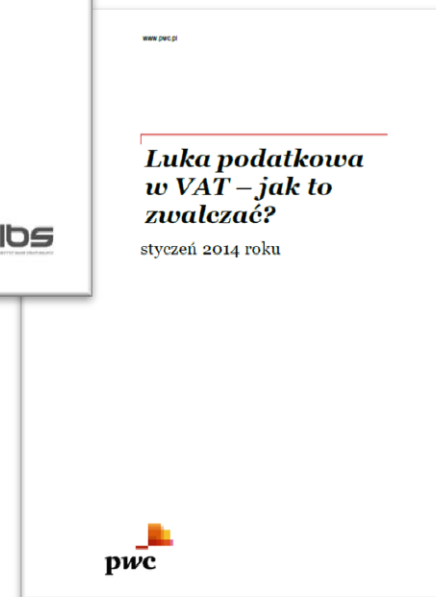 www.pwc.pl
Luka podatkowa
w VAT – jak to
zwalczać?
styczeń 2014 roku
pwc